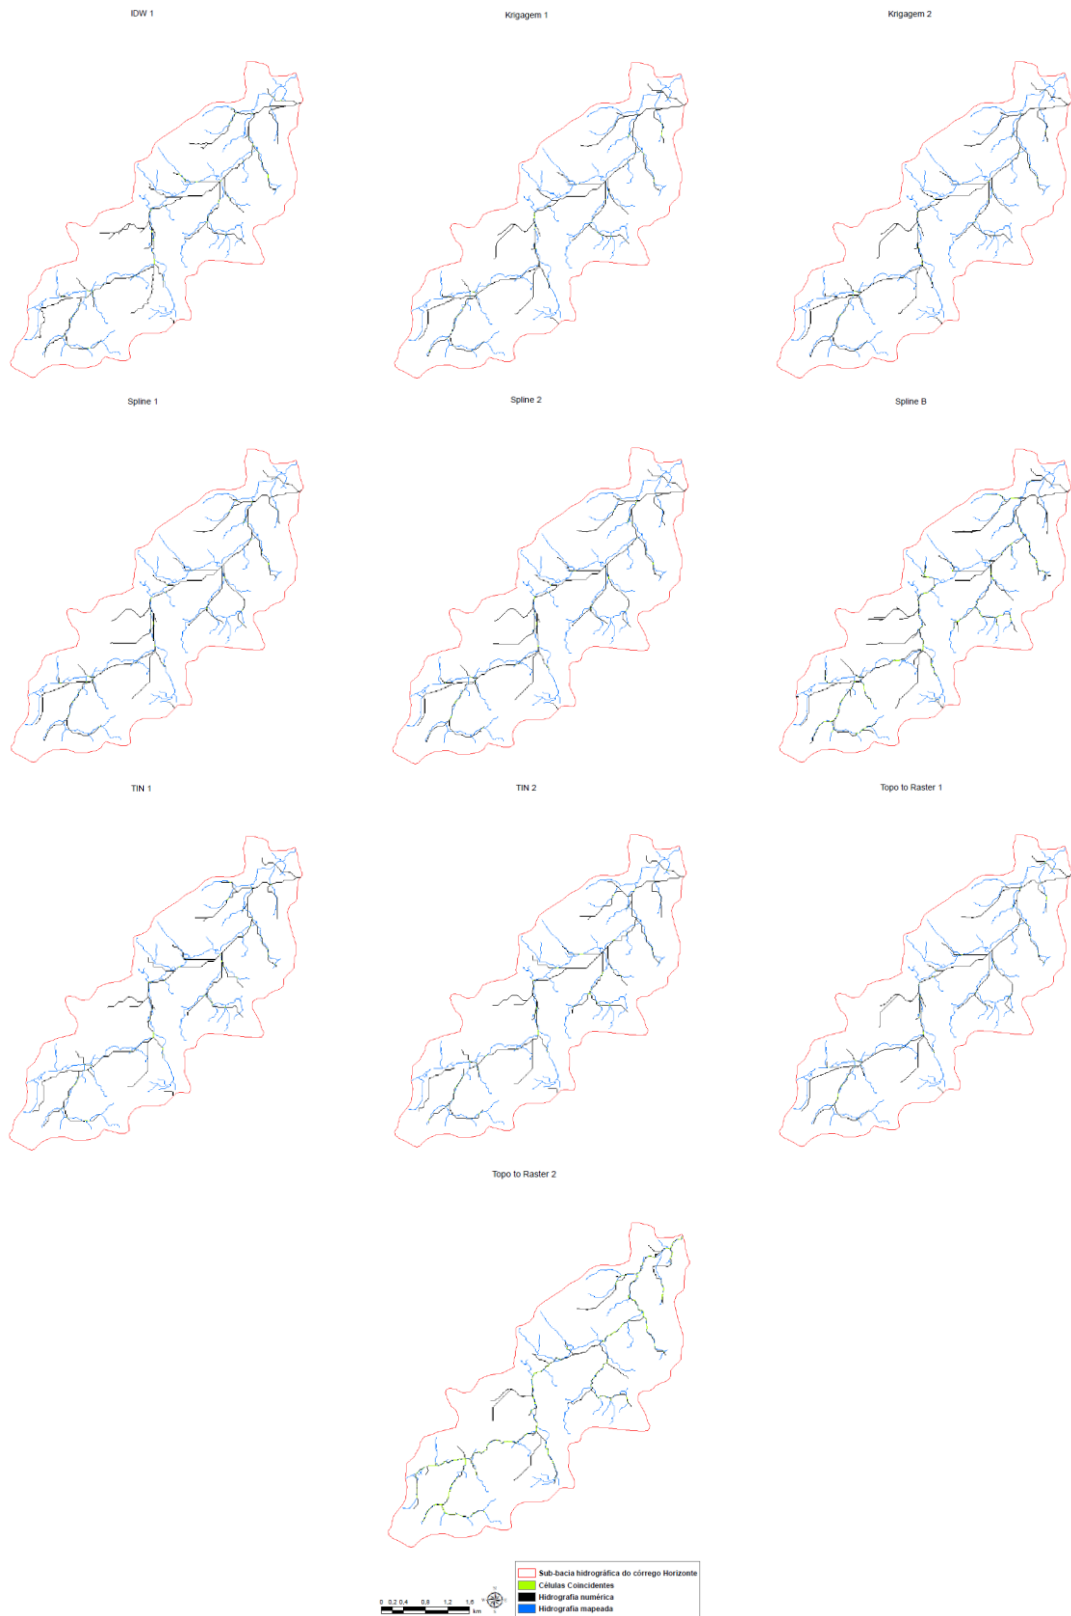 IDW 1
Krigagem 1
Krigagem 2
Spline 1
Spline 2
Spline B
TIN 1
TIN 2
Topo to Raster 1
Topo to Raster 2
Sub-bacia hidrográfica do córrego Horizonte
Células Coincidentes
Hidrografia numérica
Hidrografia mapeada
0 0,2 0,4 0,8 1,2 1,6
km